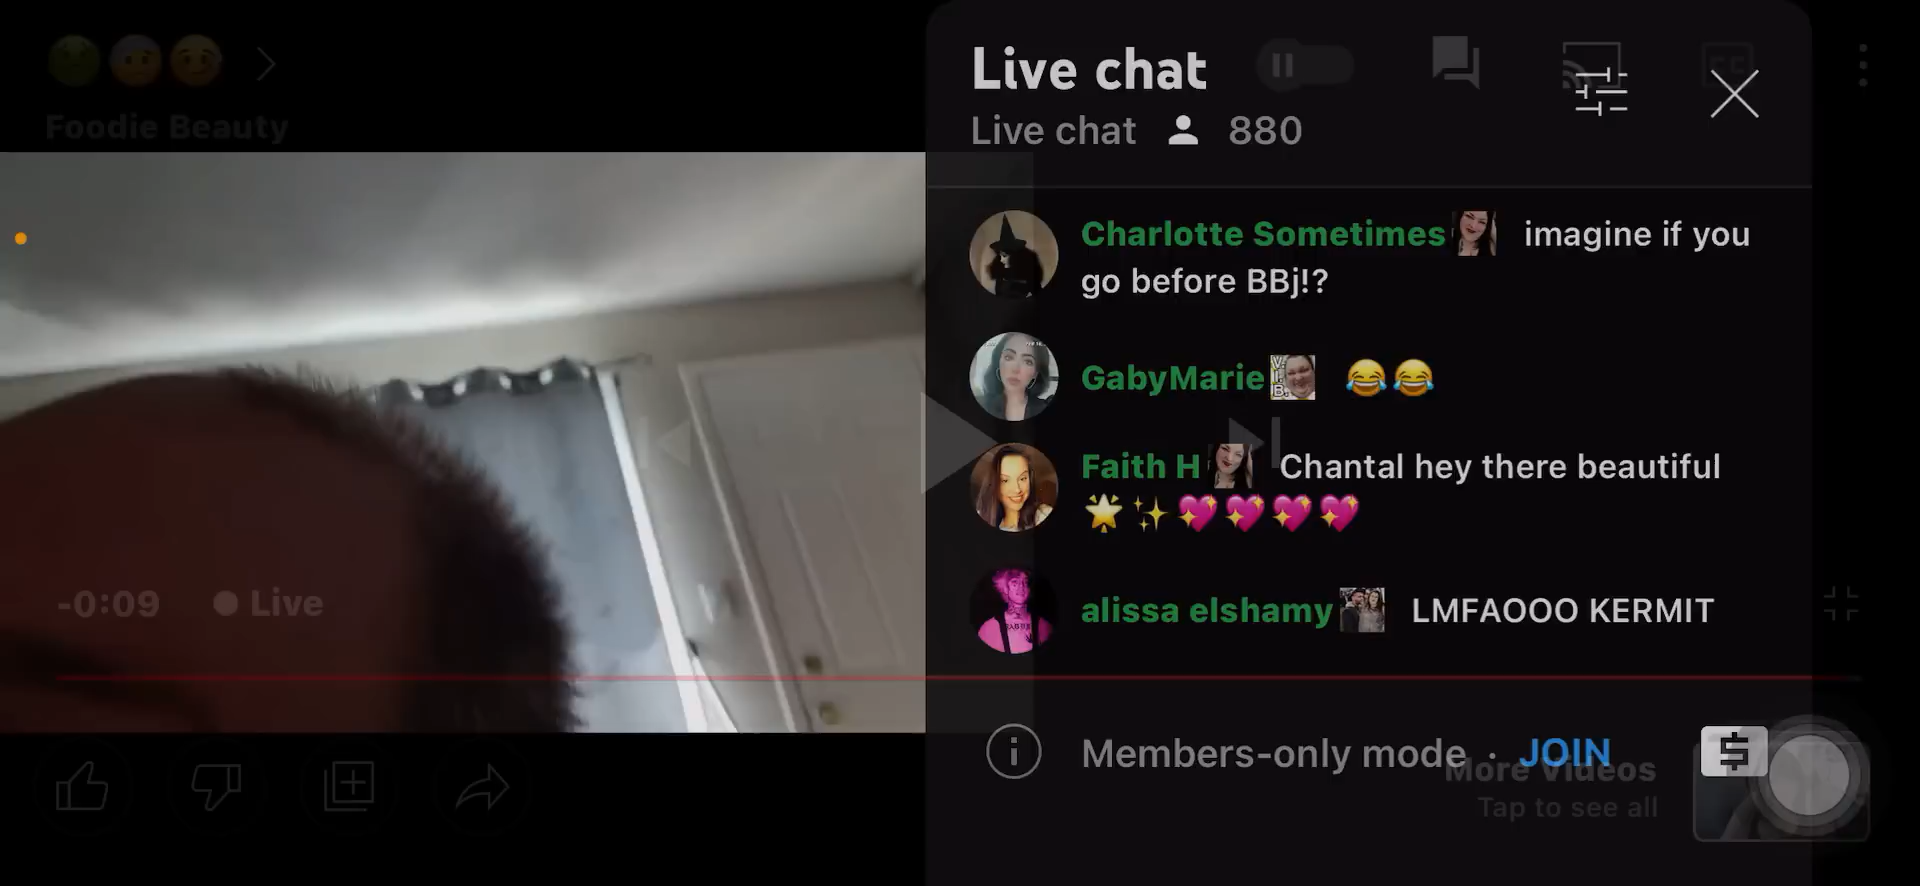 🤢🤕🤒
Foodie Beauty
-0:09 Live
Live chat
Live chat 880
Charlotte Sometimes imagine if you
go before BBj!?
GabyMarie 😂😂
Faith H Chantal hey there beautiful
🌟✨💖💖💖💖
alissa elshamy LMFAOOO KERMIT
Members-only mode · JOIN
More Videos
Tap to see all